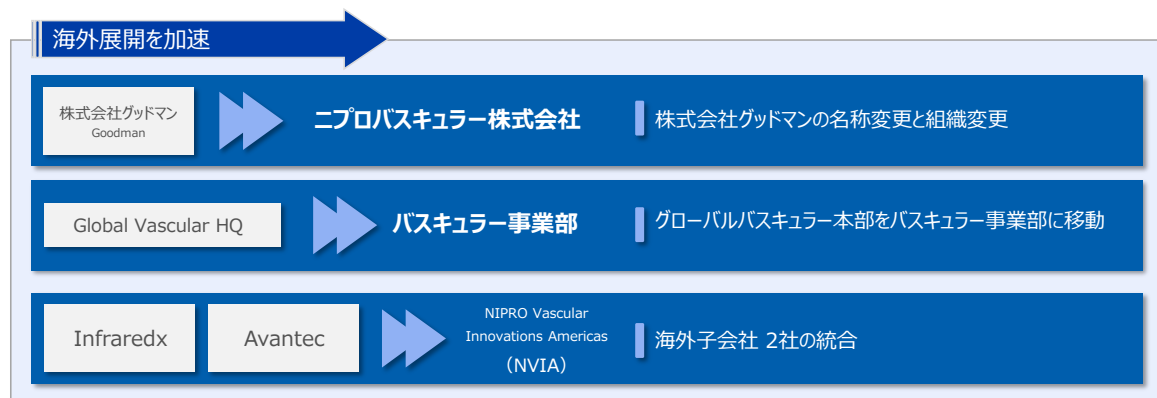 海外展開を加速
株式会社グッドマン
Goodman
ニプロバスキュラー株式会社
株式会社グッドマンの名称変更と組織変更
Global Vascular HQ
バスキュラー事業部
グローバルバスキュラー本部をバスキュラー事業部に移動
Infraredx
Avantec
NIPRO Vascular
Innovations Americas
（NVIA）
海外子会社 2社の統合